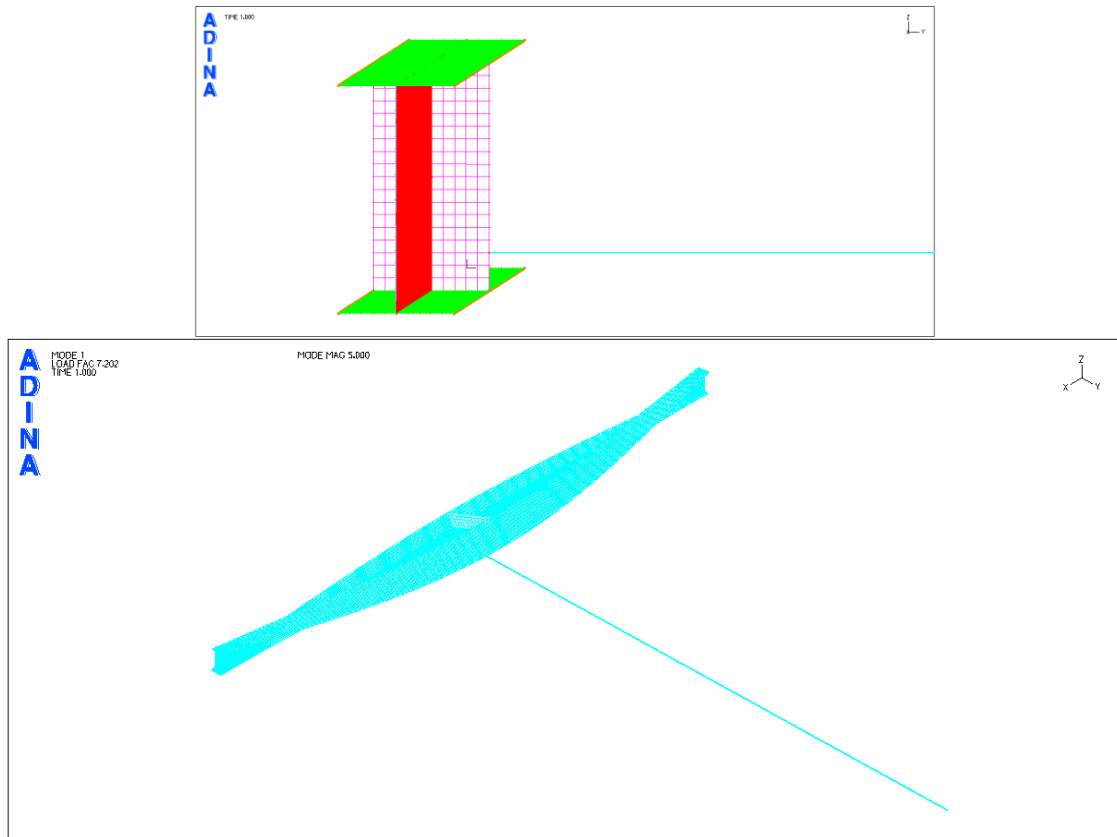 ADINA
TIME 1.000
Z
X Y
ADINA
MODE 1
LOAD FAC 7.202
TIME 1.000
MODE MAG 5.000
Z
X Y